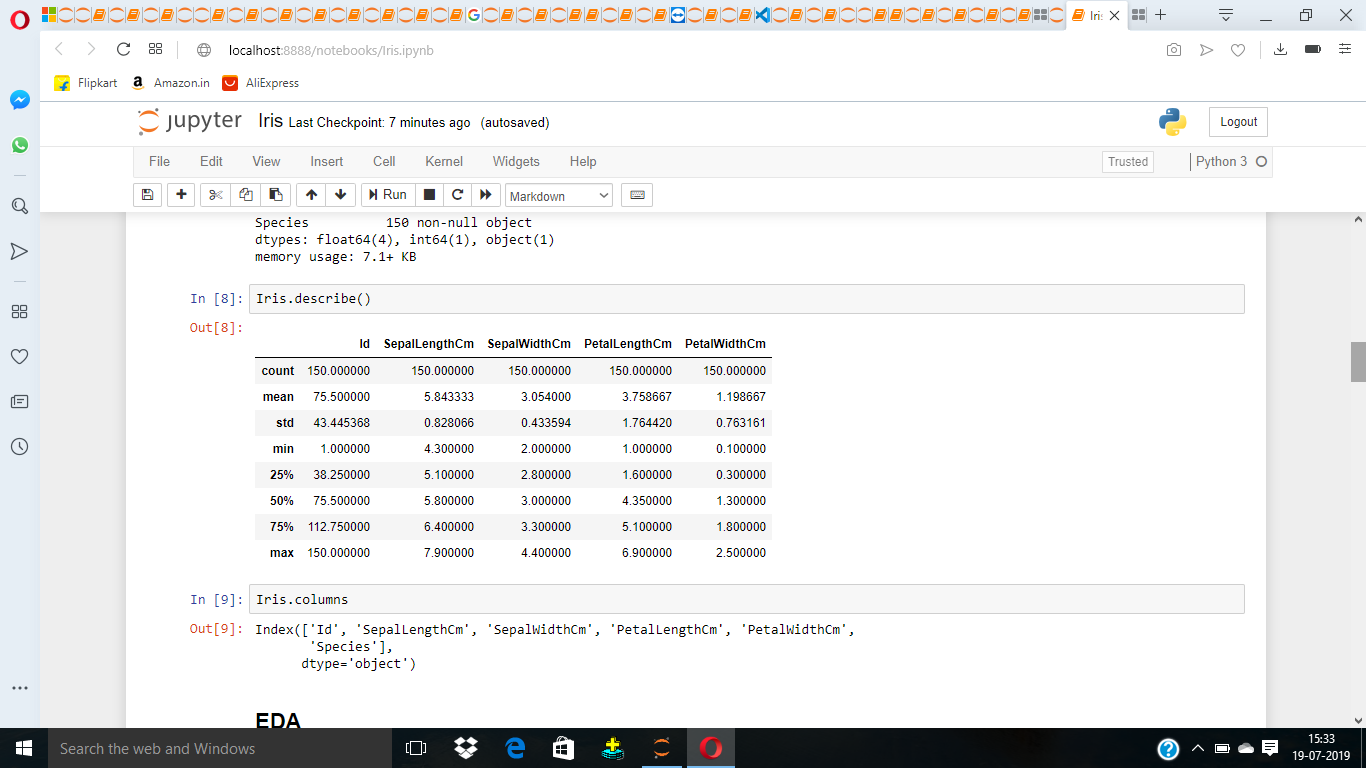 Iri
localhost:8888/notebooks/Iris.ipynb
Flipkart Amazon.in AliExpress
jupyter Iris Last Checkpoint: 7 minutes ago (autosaved) Logout
File Edit View Insert Cell Kernel Widgets Help Trusted Python 3
Run Markdown
Species 150 non-null object
dtypes: float64(4), int64(1), object(1)
memory usage: 7.1+ KB
In [8]: Iris.describe()
Out[8]:
Id SepalLengthCm SepalWidthCm PetalLengthCm PetalWidthCm
count 150.000000 150.000000 150.000000 150.000000 150.000000
mean 75.500000 5.843333 3.054000 3.758667 1.198667
std 43.445368 0.828066 0.433594 1.764420 0.763161
min 1.000000 4.300000 2.000000 1.000000 0.100000
25% 38.250000 5.100000 2.800000 1.600000 0.300000
50% 75.500000 5.800000 3.000000 4.350000 1.300000
75% 112.750000 6.400000 3.300000 5.100000 1.800000
max 150.000000 7.900000 4.400000 6.900000 2.500000
In [9]: Iris.columns
Out[9]: Index(['Id', 'SepalLengthCm', 'SepalWidthCm', 'PetalLengthCm', 'PetalWidthCm',
'Species'],
dtype='object')
EDA
Search the web and Windows
15:33
19-07-2019